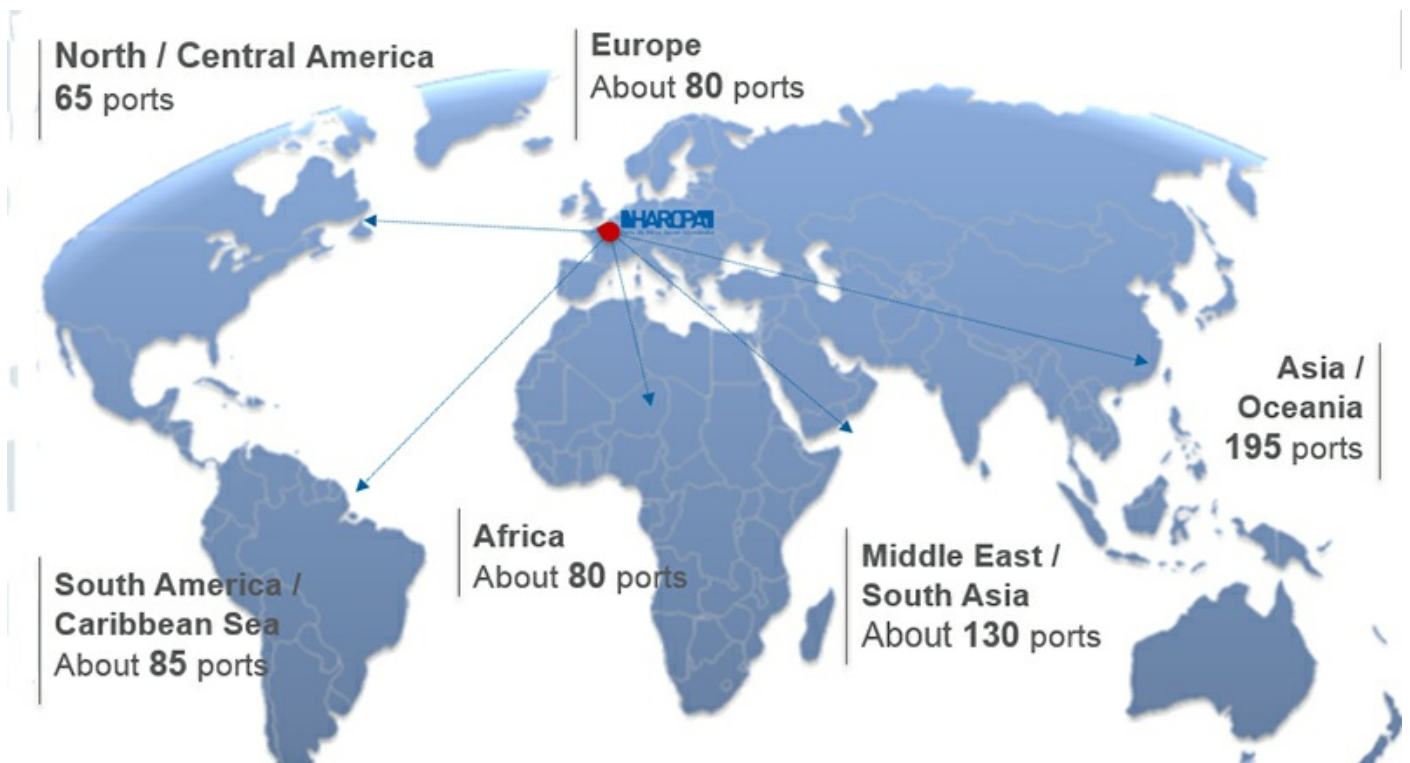 North / Central America
65 ports
Europe
About 80 ports
HAROPA
Asia /
Oceania
195 ports
Africa
About 80 ports
Middle East /
South Asia
About 130 ports
South America /
Caribbean Sea
About 85 ports